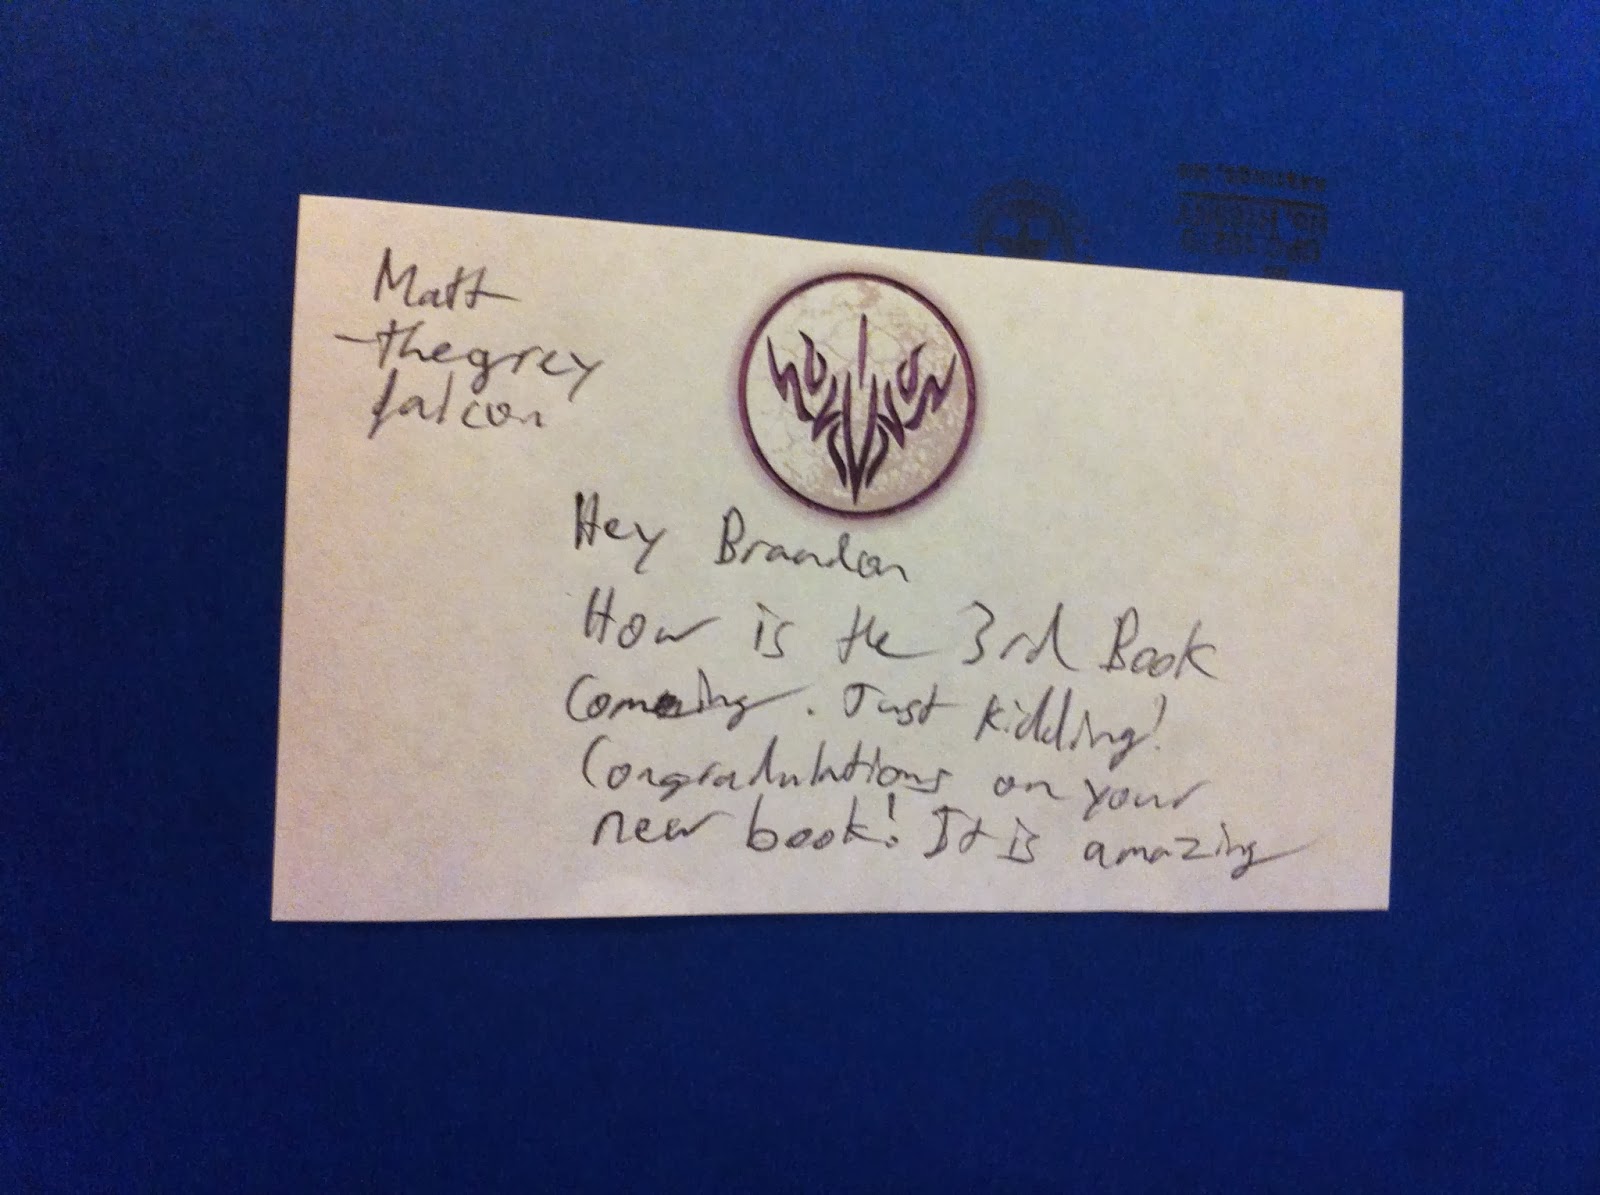 Matt
-thegrey
falcon
Hey Brandon
How is the 3rd Book
Coming. Just kidding!
Congradulations on your
new book! It is amazing